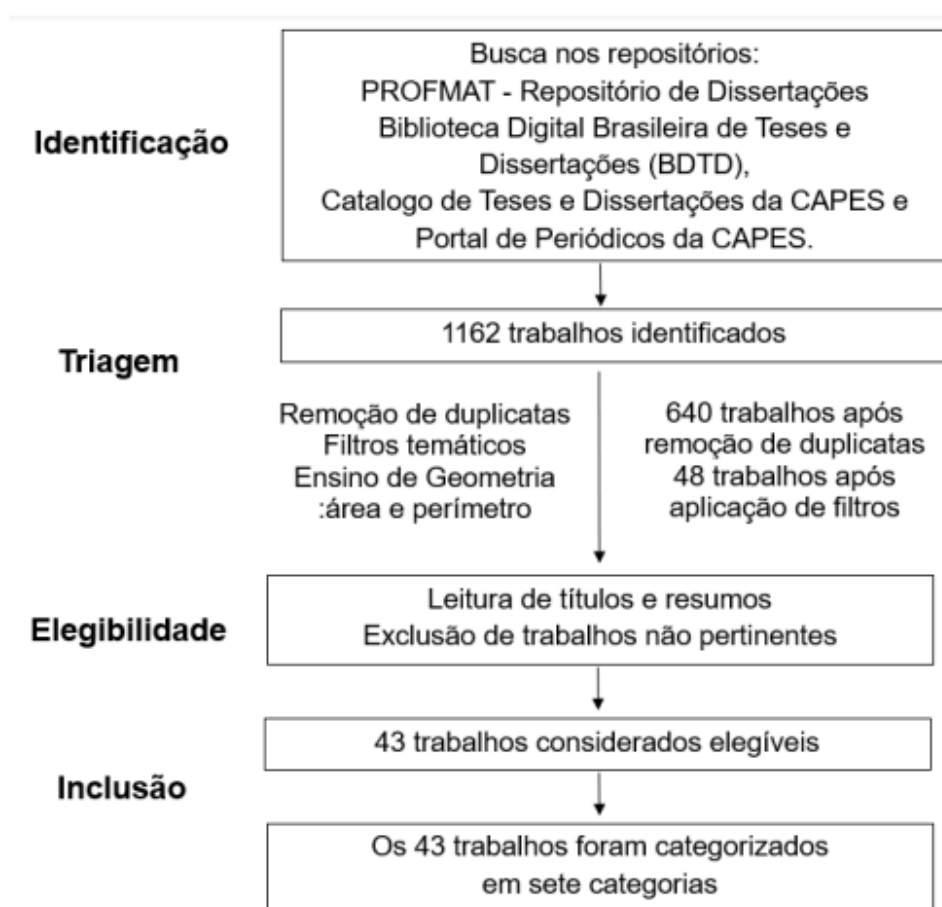 Identificação
Busca nos repositórios:
PROFMAT - Repositório de Dissertações
Biblioteca Digital Brasileira de Teses e
Dissertações (BDTD),
Catalogo de Teses e Dissertações da CAPES e
Portal de Periódicos da CAPES.
Triagem
1162 trabalhos identificados
Remoção de duplicatas
Filtros temáticos
Ensino de Geometria
:área e perímetro
640 trabalhos após
remoção de duplicatas
48 trabalhos após
aplicação de filtros
Elegibilidade
Leitura de títulos e resumos
Exclusão de trabalhos não pertinentes
Inclusão
43 trabalhos considerados elegíveis
Os 43 trabalhos foram categorizados
em sete categorias